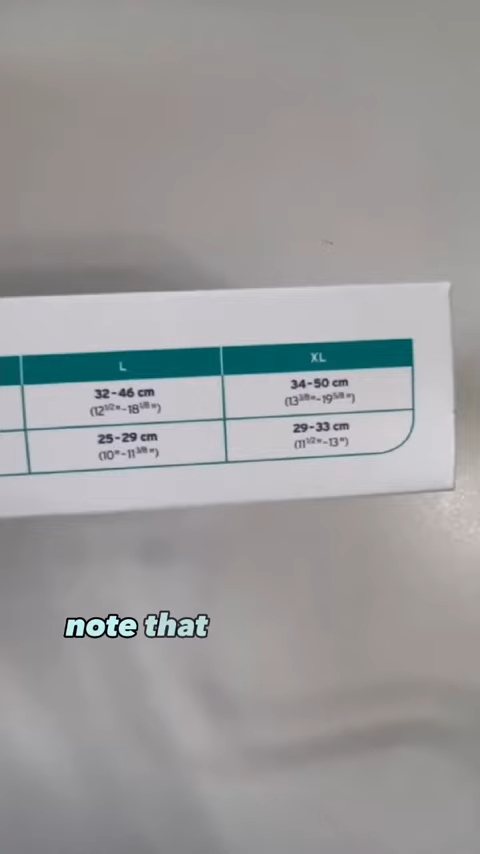 L XL
32-46 cm 34-50 cm
(12 1/2"-18 1/8") (13 3/8"-19 5/8")
25-29 cm 29-33 cm
(10"-11 3/8") (11 1/2"-13")
note that